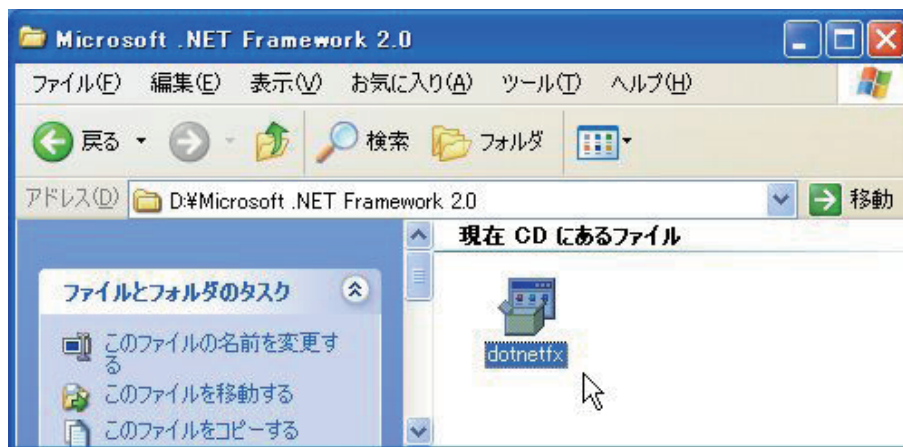 Microsoft .NET Framework 2.0
ファイル(F) 編集(E) 表示(V) お気に入り(A) ツール(T) ヘルプ(H)
戻る 検索 フォルダ
アドレス(D) D:¥Microsoft .NET Framework 2.0 移動
現在 CD にあるファイル
ファイルとフォルダのタスク
dotnetfx
このファイルの名前を変更す
る
このファイルを移動する
このファイルをコピーする